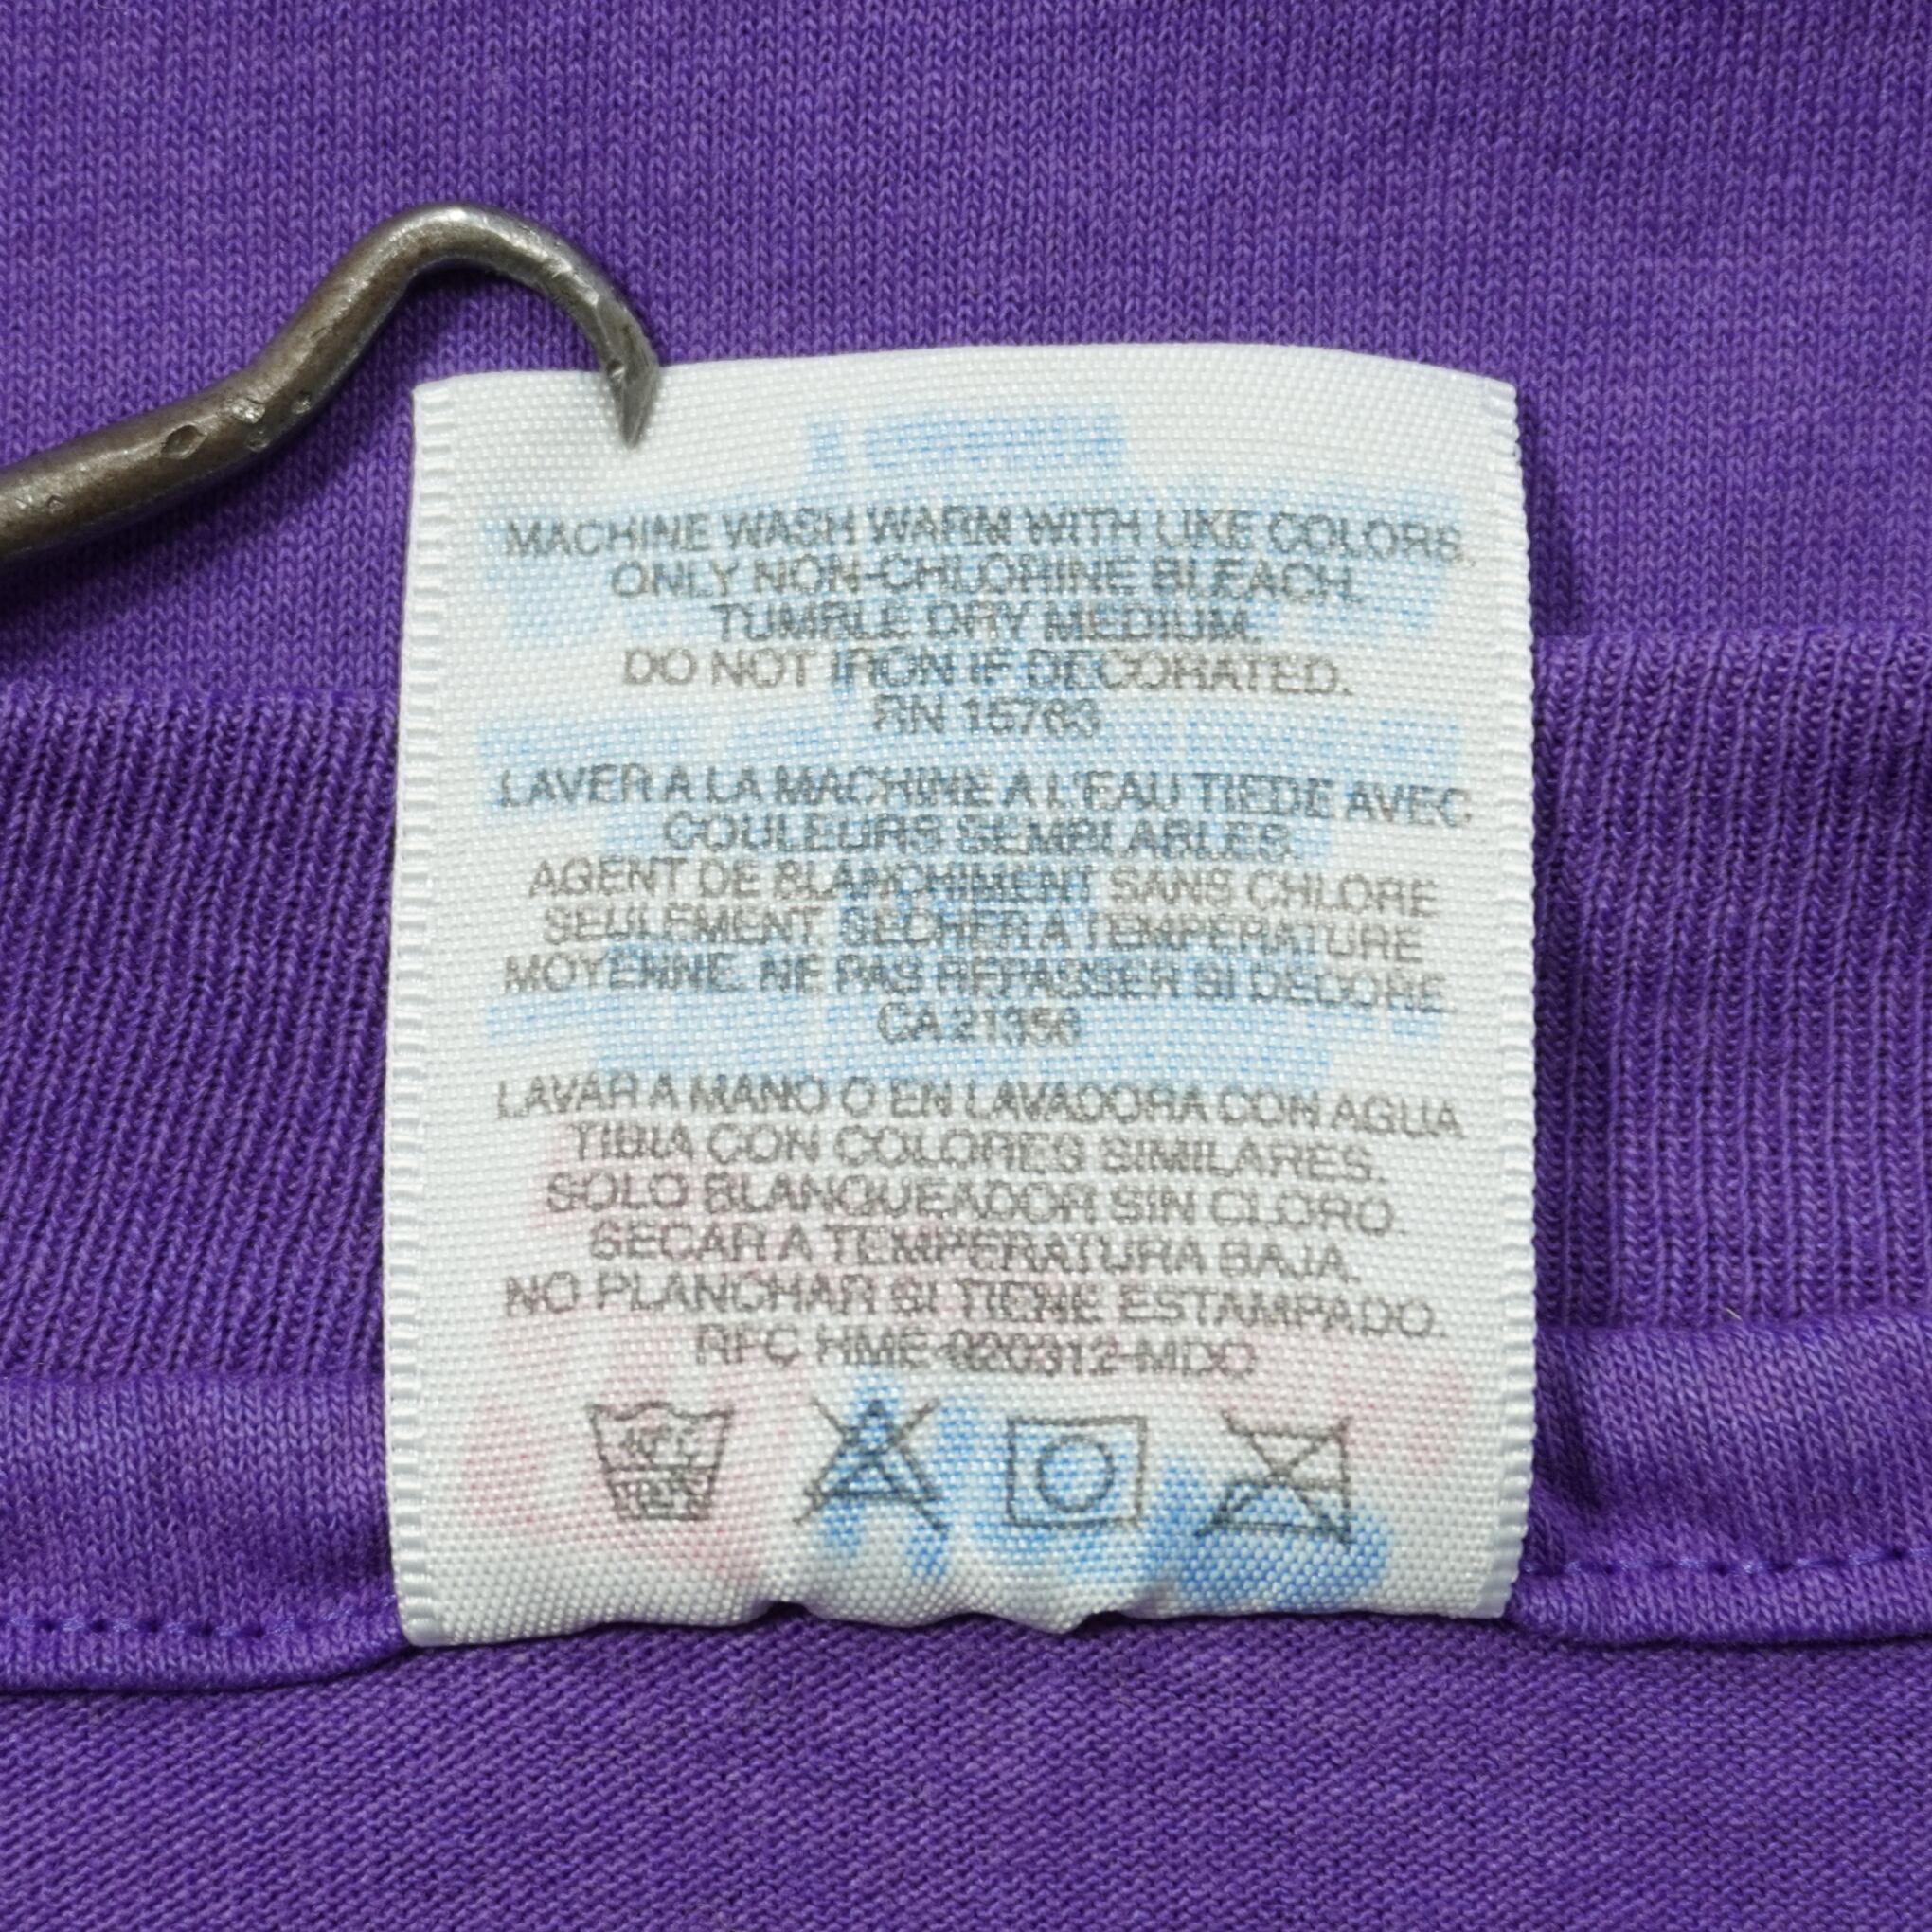 MACHINE WASH WARM WITH LIKE COLORS.
ONLY NON-CHLORINE BLEACH.
TUMBLE DRY MEDIUM.
DO NOT IRON IF DECORATED.
RN 15763
LAVER A LA MACHINE A L'EAU TIEDE AVEC
COULEURS SEMBLABLES.
AGENT DE BLANCHIMENT SANS CHLORE
SEULEMENT. SECHER A TEMPERATURE
MOYENNE. NE PAS REPASSER SI DECORE
CA 21356
LAVAR A MANO O EN LAVADORA CON AGUA
TIBIA CON COLORES SIMILARES.
SOLO BLANQUEADOR SIN CLORO.
SECAR A TEMPERATURA BAJA.
NO PLANCHAR SI TIENE ESTAMPADO.
RFC HME-020312-MDO